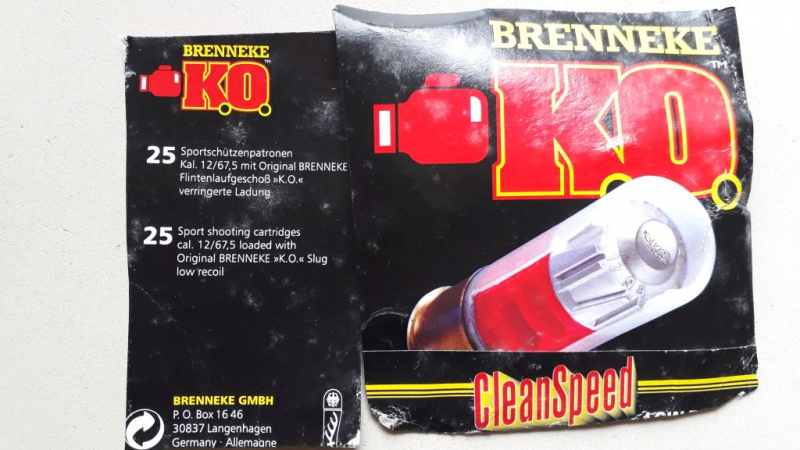 BRENNEKE
K.O.™
25 Sportschützenpatronen
Kal. 12/67,5 mit Original BRENNEKE
Flintenlaufgeschoß »K.O.«
verringerte Ladung
25 Sport shooting cartridges
cal. 12/67,5 loaded with
Original BRENNEKE »K.O.« Slug
low recoil
BRENNEKE GMBH
P. O. Box 16 46
30837 Langenhagen
Germany · Allemagne
BRENNEKE
K.O.™
CleanSpeed